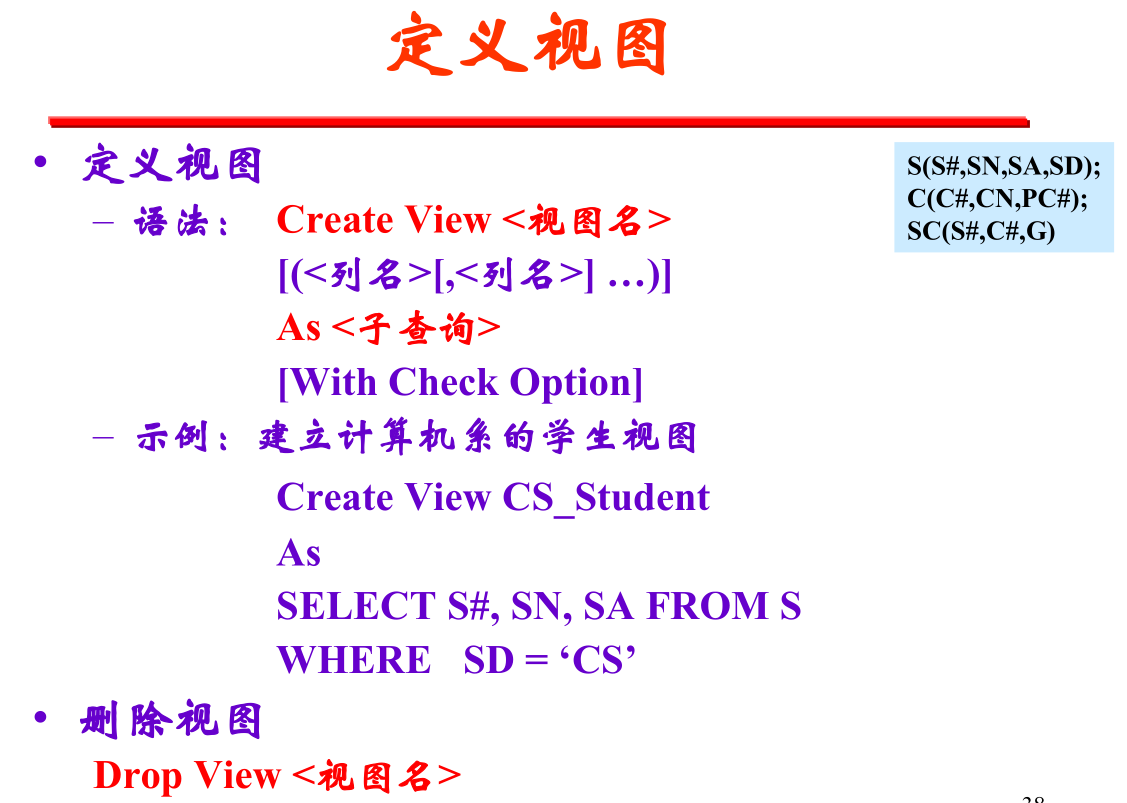 定义视图
• 定义视图
S(S#,SN,SA,SD);
C(C#,CN,PC#);
SC(S#,C#,G)
– 语法： Create View <视图名>
[(<列名>[,<列名>] …)]
As <子查询>
[With Check Option]
– 示例：建立计算机系的学生视图
Create View CS_Student
As
SELECT S#, SN, SA FROM S
WHERE SD = ‘CS’
• 删除视图
Drop View <视图名>